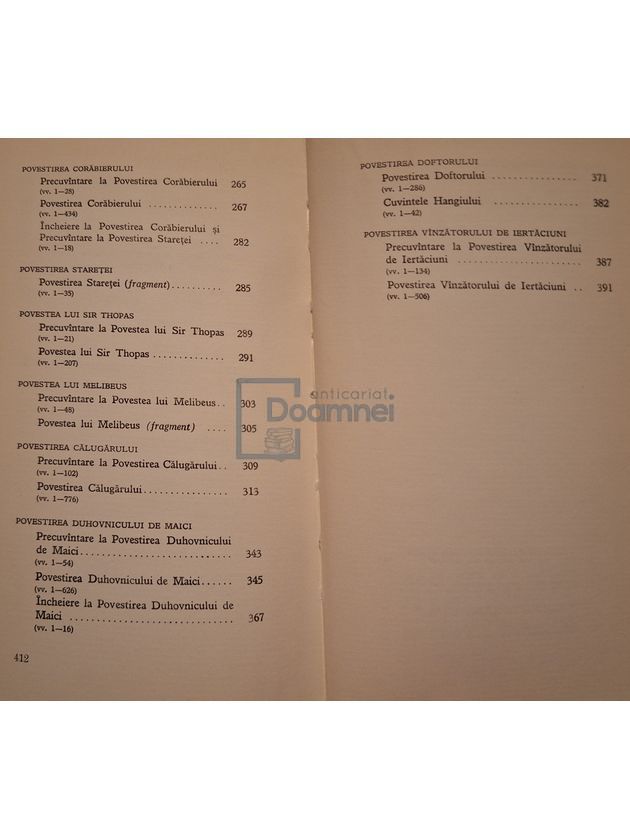 POVESTIREA CORĂBIERULUI
Precuvîntare la Povestirea Corăbierului 265
(vv. 1—28)
Povestirea Corăbierului .............. 267
(vv. 1—434)
Încheiere la Povestirea Corăbierului și
Precuvîntare la Povestirea Stareței .... 282
(vv. 1—18)
POVESTIREA STAREȚEI
Povestirea Stareței (fragment).......... 285
(vv. 1—35)
POVESTEA LUI SIR THOPAS
Precuvîntare la Povestea lui Sir Thopas 289
(vv. 1—21)
Povestea lui Sir Thopas .............. 291
(vv. 1—207)
POVESTEA LUI MELIBEUS
Precuvîntare la Povestea lui Melibeus.. 303
(vv. 1—48)
Povestea lui Melibeus (fragment) .... 305
POVESTIREA CĂLUGĂRULUI
Precuvîntare la Povestirea Călugărului.. 309
(vv. 1—102)
Povestirea Călugărului................ 313
(vv. 1—776)
POVESTIREA DUHOVNICULUI DE MAICI
Precuvîntare la Povestirea Duhovnicului
de Maici............................. 343
(vv. 1—54)
Povestirea Duhovnicului de Maici...... 345
(vv. 1—626)
Încheiere la Povestirea Duhovnicului de
Maici .............................. 367
(vv. 1—16)
412
POVESTIREA DOFTORULUI
Povestirea Doftorului ................ 371
(vv. 1—286)
Cuvintele Hangiului ................ 382
(vv. 1—42)
POVESTIREA VÎNZĂTORULUI DE IERTĂCIUNI
Precuvîntare la Povestirea Vînzătorului
de Iertăciuni ...................... 387
(vv. 1—134)
Povestirea Vînzătorului de Iertăciuni .. 391
(vv. 1—506)
anticariat
Doamnei